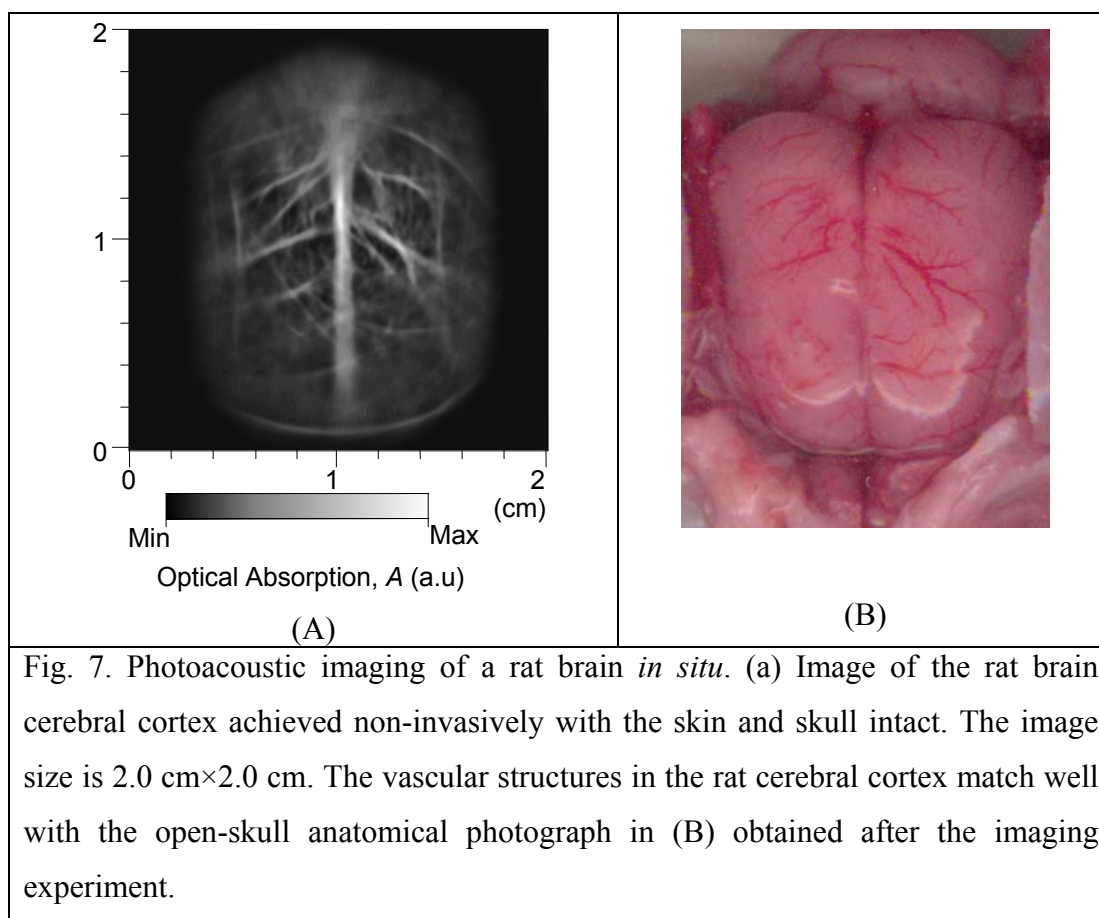 2
1
0
0 1 2
(cm)
Min Max
Optical Absorption, A (a.u)
(A)
(B)
Fig. 7. Photoacoustic imaging of a rat brain in situ. (a) Image of the rat brain
cerebral cortex achieved non-invasively with the skin and skull intact. The image
size is 2.0 cm×2.0 cm. The vascular structures in the rat cerebral cortex match well
with the open-skull anatomical photograph in (B) obtained after the imaging
experiment.